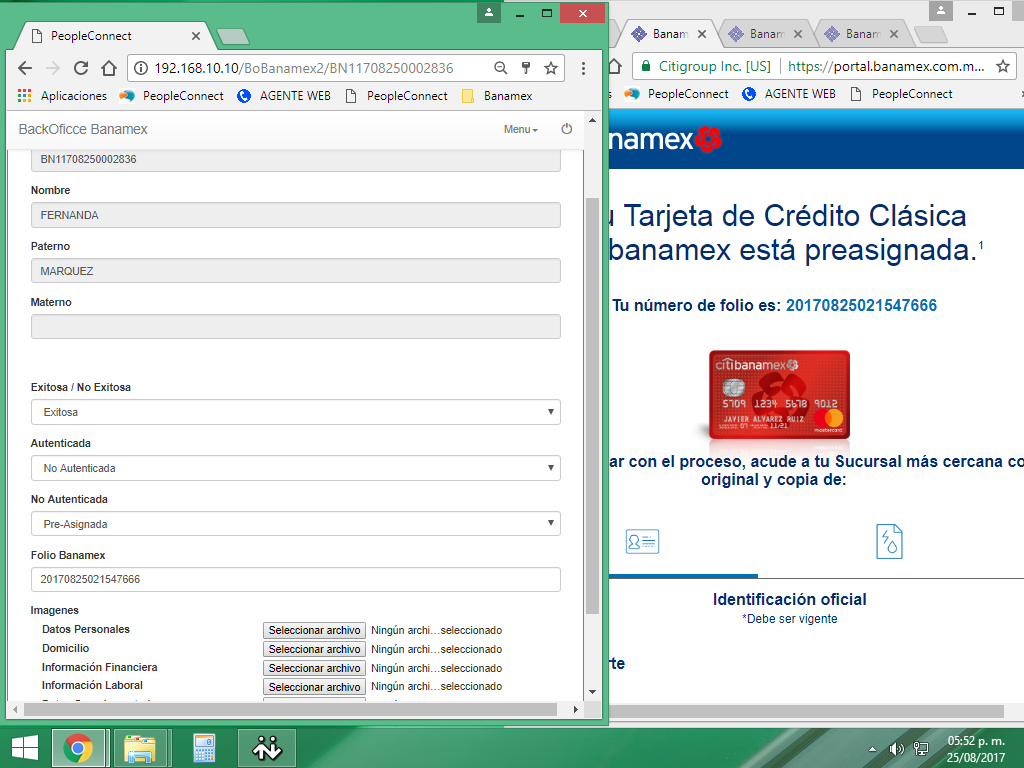 PeopleConnect
192.168.10.10/BoBanamex2/BN11708250002836
Aplicaciones PeopleConnect AGENTE WEB PeopleConnect Banamex
BackOficce Banamex
Menu
BN11708250002836
Nombre
FERNANDA
Paterno
MARQUEZ
Materno
Exitosa / No Exitosa
Exitosa
Autenticada
No Autenticada
No Autenticada
Pre-Asignada
Folio Banamex
20170825021547666
Imagenes
Datos Personales Seleccionar archivo Ningún archi...seleccionado
Domicilio Seleccionar archivo Ningún archi...seleccionado
Información Financiera Seleccionar archivo Ningún archi...seleccionado
Información Laboral Seleccionar archivo Ningún archi...seleccionado
Banam Banam Banam
Citigroup Inc. [US] https://portal.banamex.com.m...
s PeopleConnect AGENTE WEB PeopleConnect
namex
u Tarjeta de Crédito Clásica
banamex está preasignada.¹
Tu número de folio es: 20170825021547666
citibanamex
5709 1234 5678 9012
11/21
JAVIER ALVAREZ RUIZ
mastercard
ar con el proceso, acude a tu Sucursal más cercana co
original y copia de:
Identificación oficial
*Debe ser vigente
rte
05:52 p. m.
25/08/2017